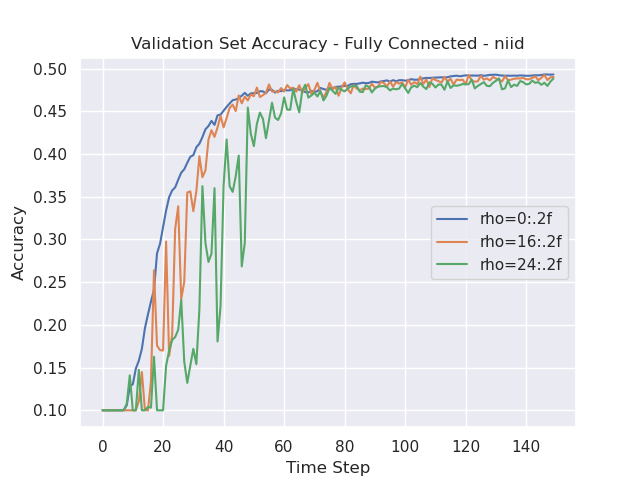 Validation Set Accuracy - Fully Connected - niid
0.50
0.45
0.40
0.35
0.30
0.25
0.20
0.15
0.10
Accuracy
rho=0:.2f
rho=16:.2f
rho=24:.2f
0 20 40 60 80 100 120 140
Time Step